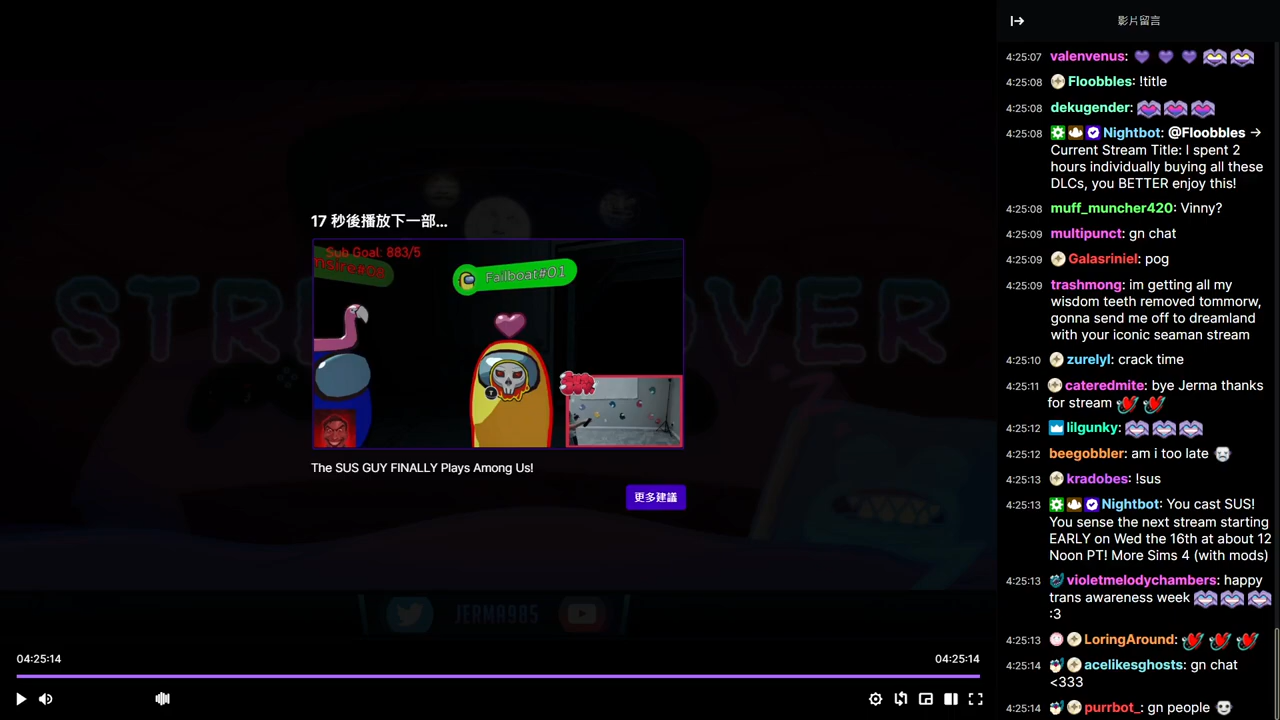 影片留言
4:25:07 valenvenus:
4:25:08 Floobbles: !title
4:25:08 dekugender:
4:25:08 Nightbot: @Floobbles →
Current Stream Title: I spent 2
hours individually buying all these
DLCs, you BETTER enjoy this!
4:25:08 muff_muncher420: Vinny?
4:25:09 multipunct: gn chat
4:25:09 Galasriniel: pog
4:25:09 trashmong: im getting all my
wisdom teeth removed tommorw,
gonna send me off to dreamland
with your iconic seaman stream
4:25:10 zurelyl: crack time
4:25:11 cateredmite: bye Jerma thanks
for stream
4:25:12 lilgunky:
4:25:12 beegobbler: am i too late
4:25:13 kradobes: !sus
4:25:13 Nightbot: You cast SUS!
You sense the next stream starting
EARLY on Wed the 16th at about 12
Noon PT! More Sims 4 (with mods)
4:25:13 violetmelodychambers: happy
trans awareness week
:3
4:25:13 LoringAround:
4:25:14 acelikesghosts: gn chat
<333
4:25:14 purrbot_: gn people
17 秒後播放下一部...
Sub Goal: 883/5
Failboat#01
The SUS GUY FINALLY Plays Among Us!
更多建議
JERMA985
04:25:14
04:25:14